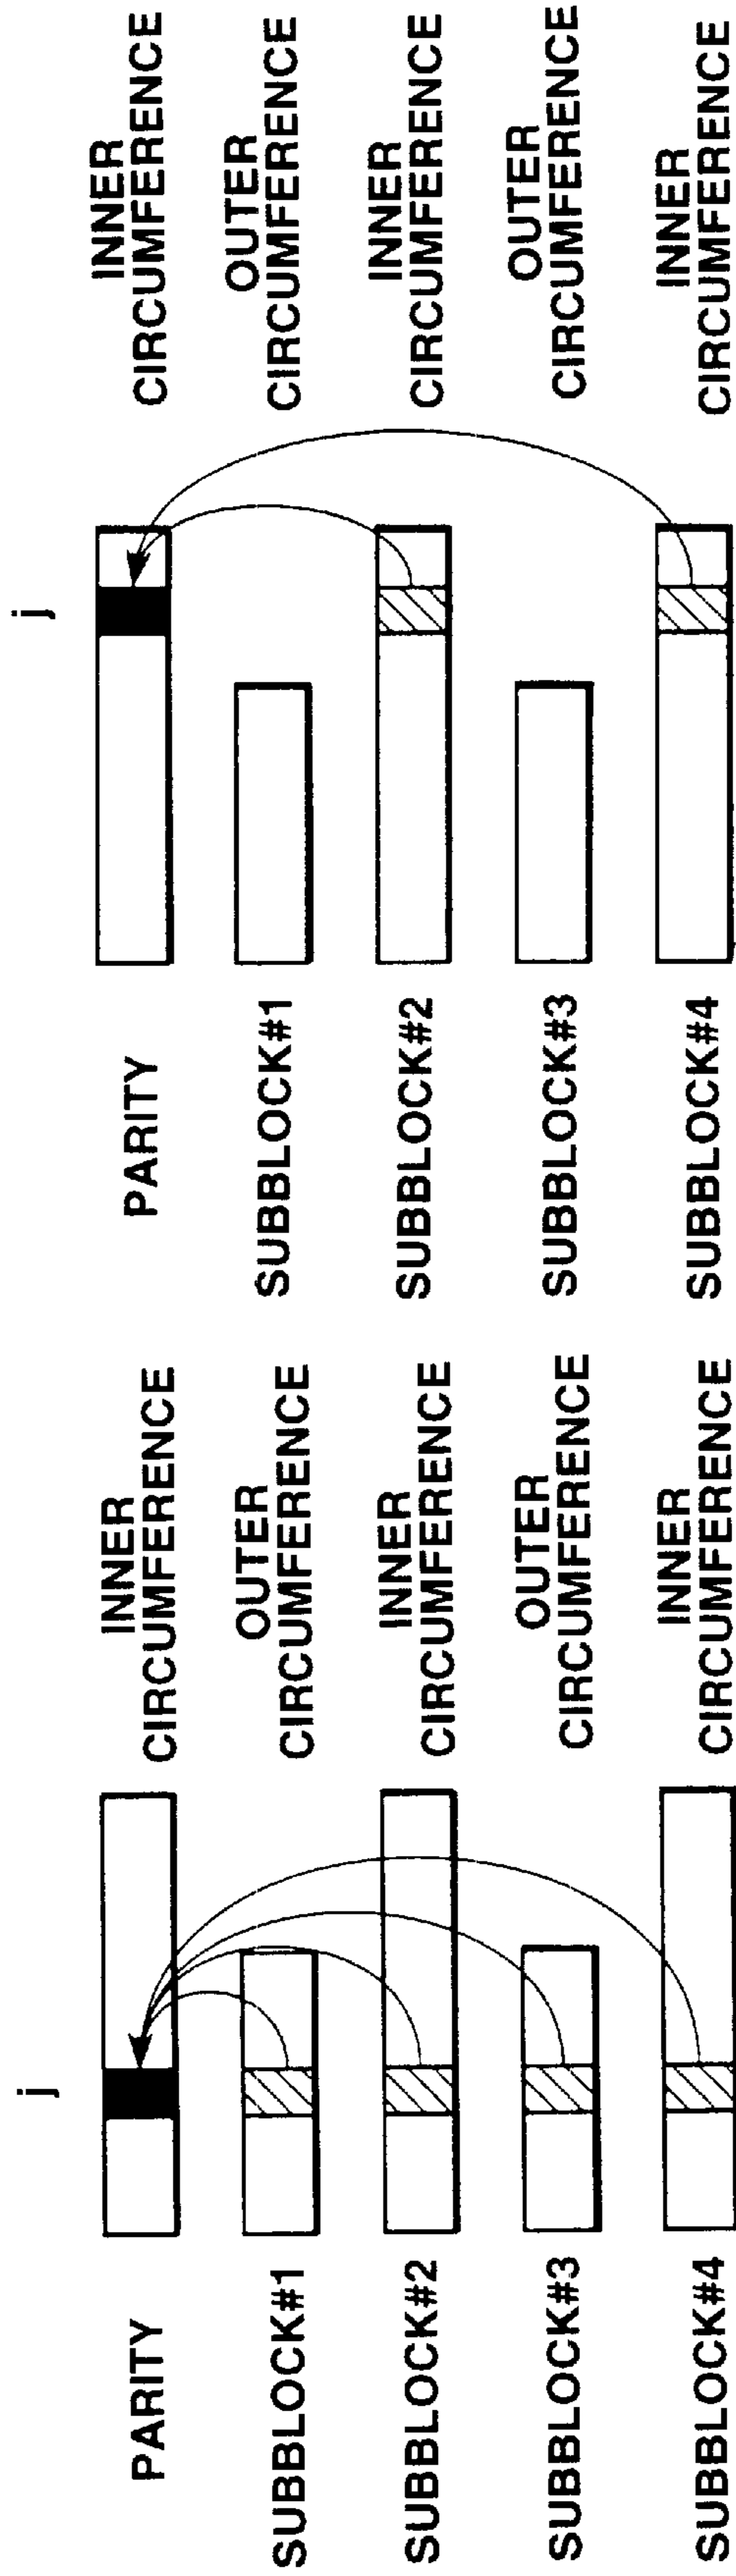 j
PARITY
INNER
CIRCUMFERENCE
SUBBLOCK#1
OUTER
CIRCUMFERENCE
SUBBLOCK#2
INNER
CIRCUMFERENCE
SUBBLOCK#3
OUTER
CIRCUMFERENCE
SUBBLOCK#4
INNER
CIRCUMFERENCE
j
PARITY
INNER
CIRCUMFERENCE
SUBBLOCK#1
OUTER
CIRCUMFERENCE
SUBBLOCK#2
INNER
CIRCUMFERENCE
SUBBLOCK#3
OUTER
CIRCUMFERENCE
SUBBLOCK#4
INNER
CIRCUMFERENCE